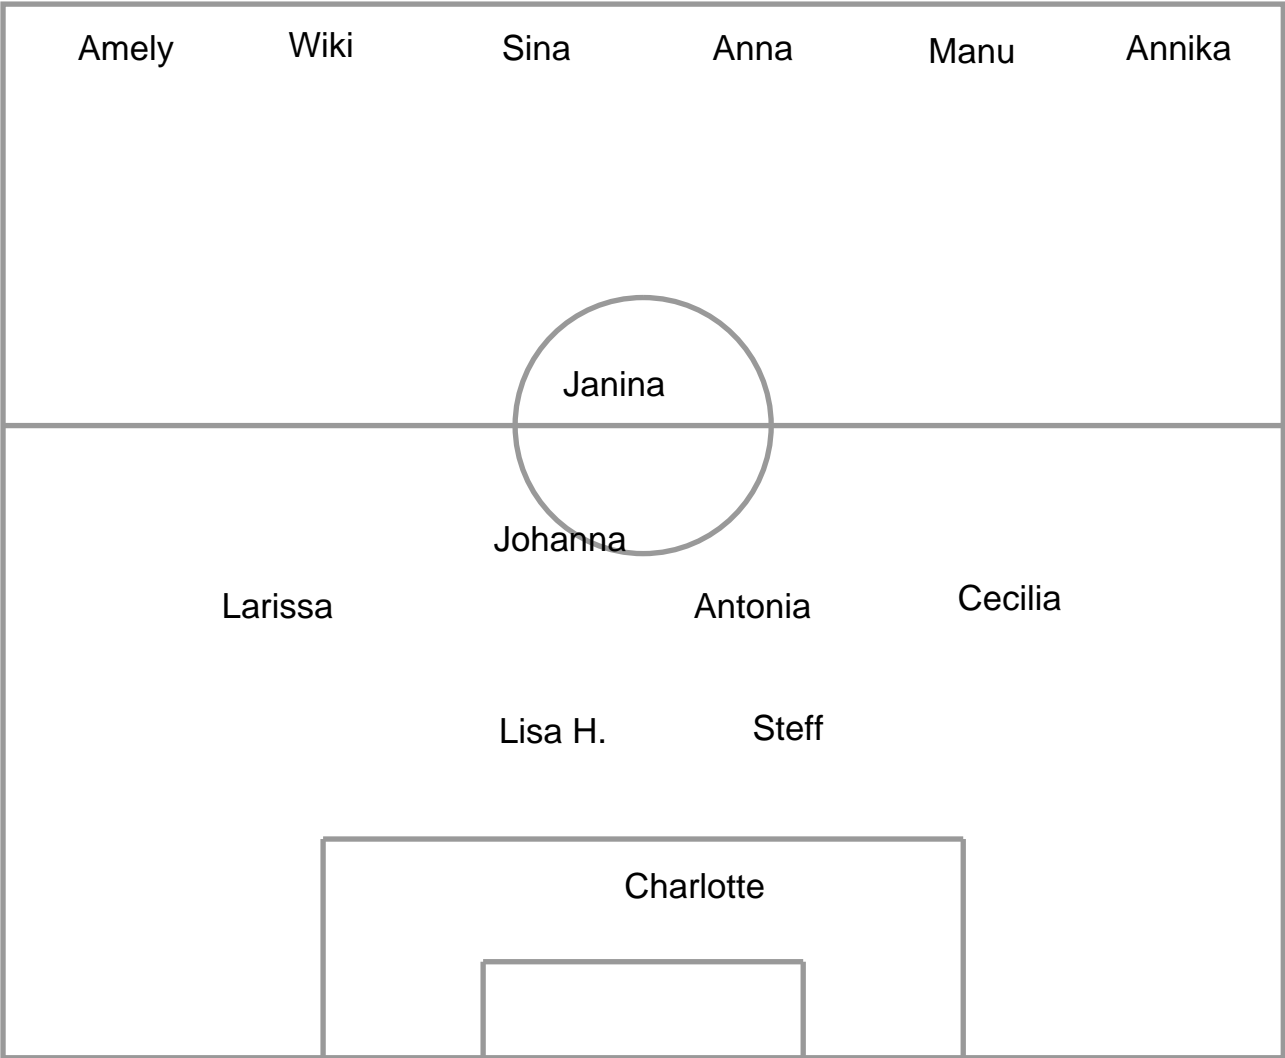 Amely Wiki Sina Anna Manu Annika
Janina
Johanna
Larissa Antonia Cecilia
Lisa H. Steff
Charlotte